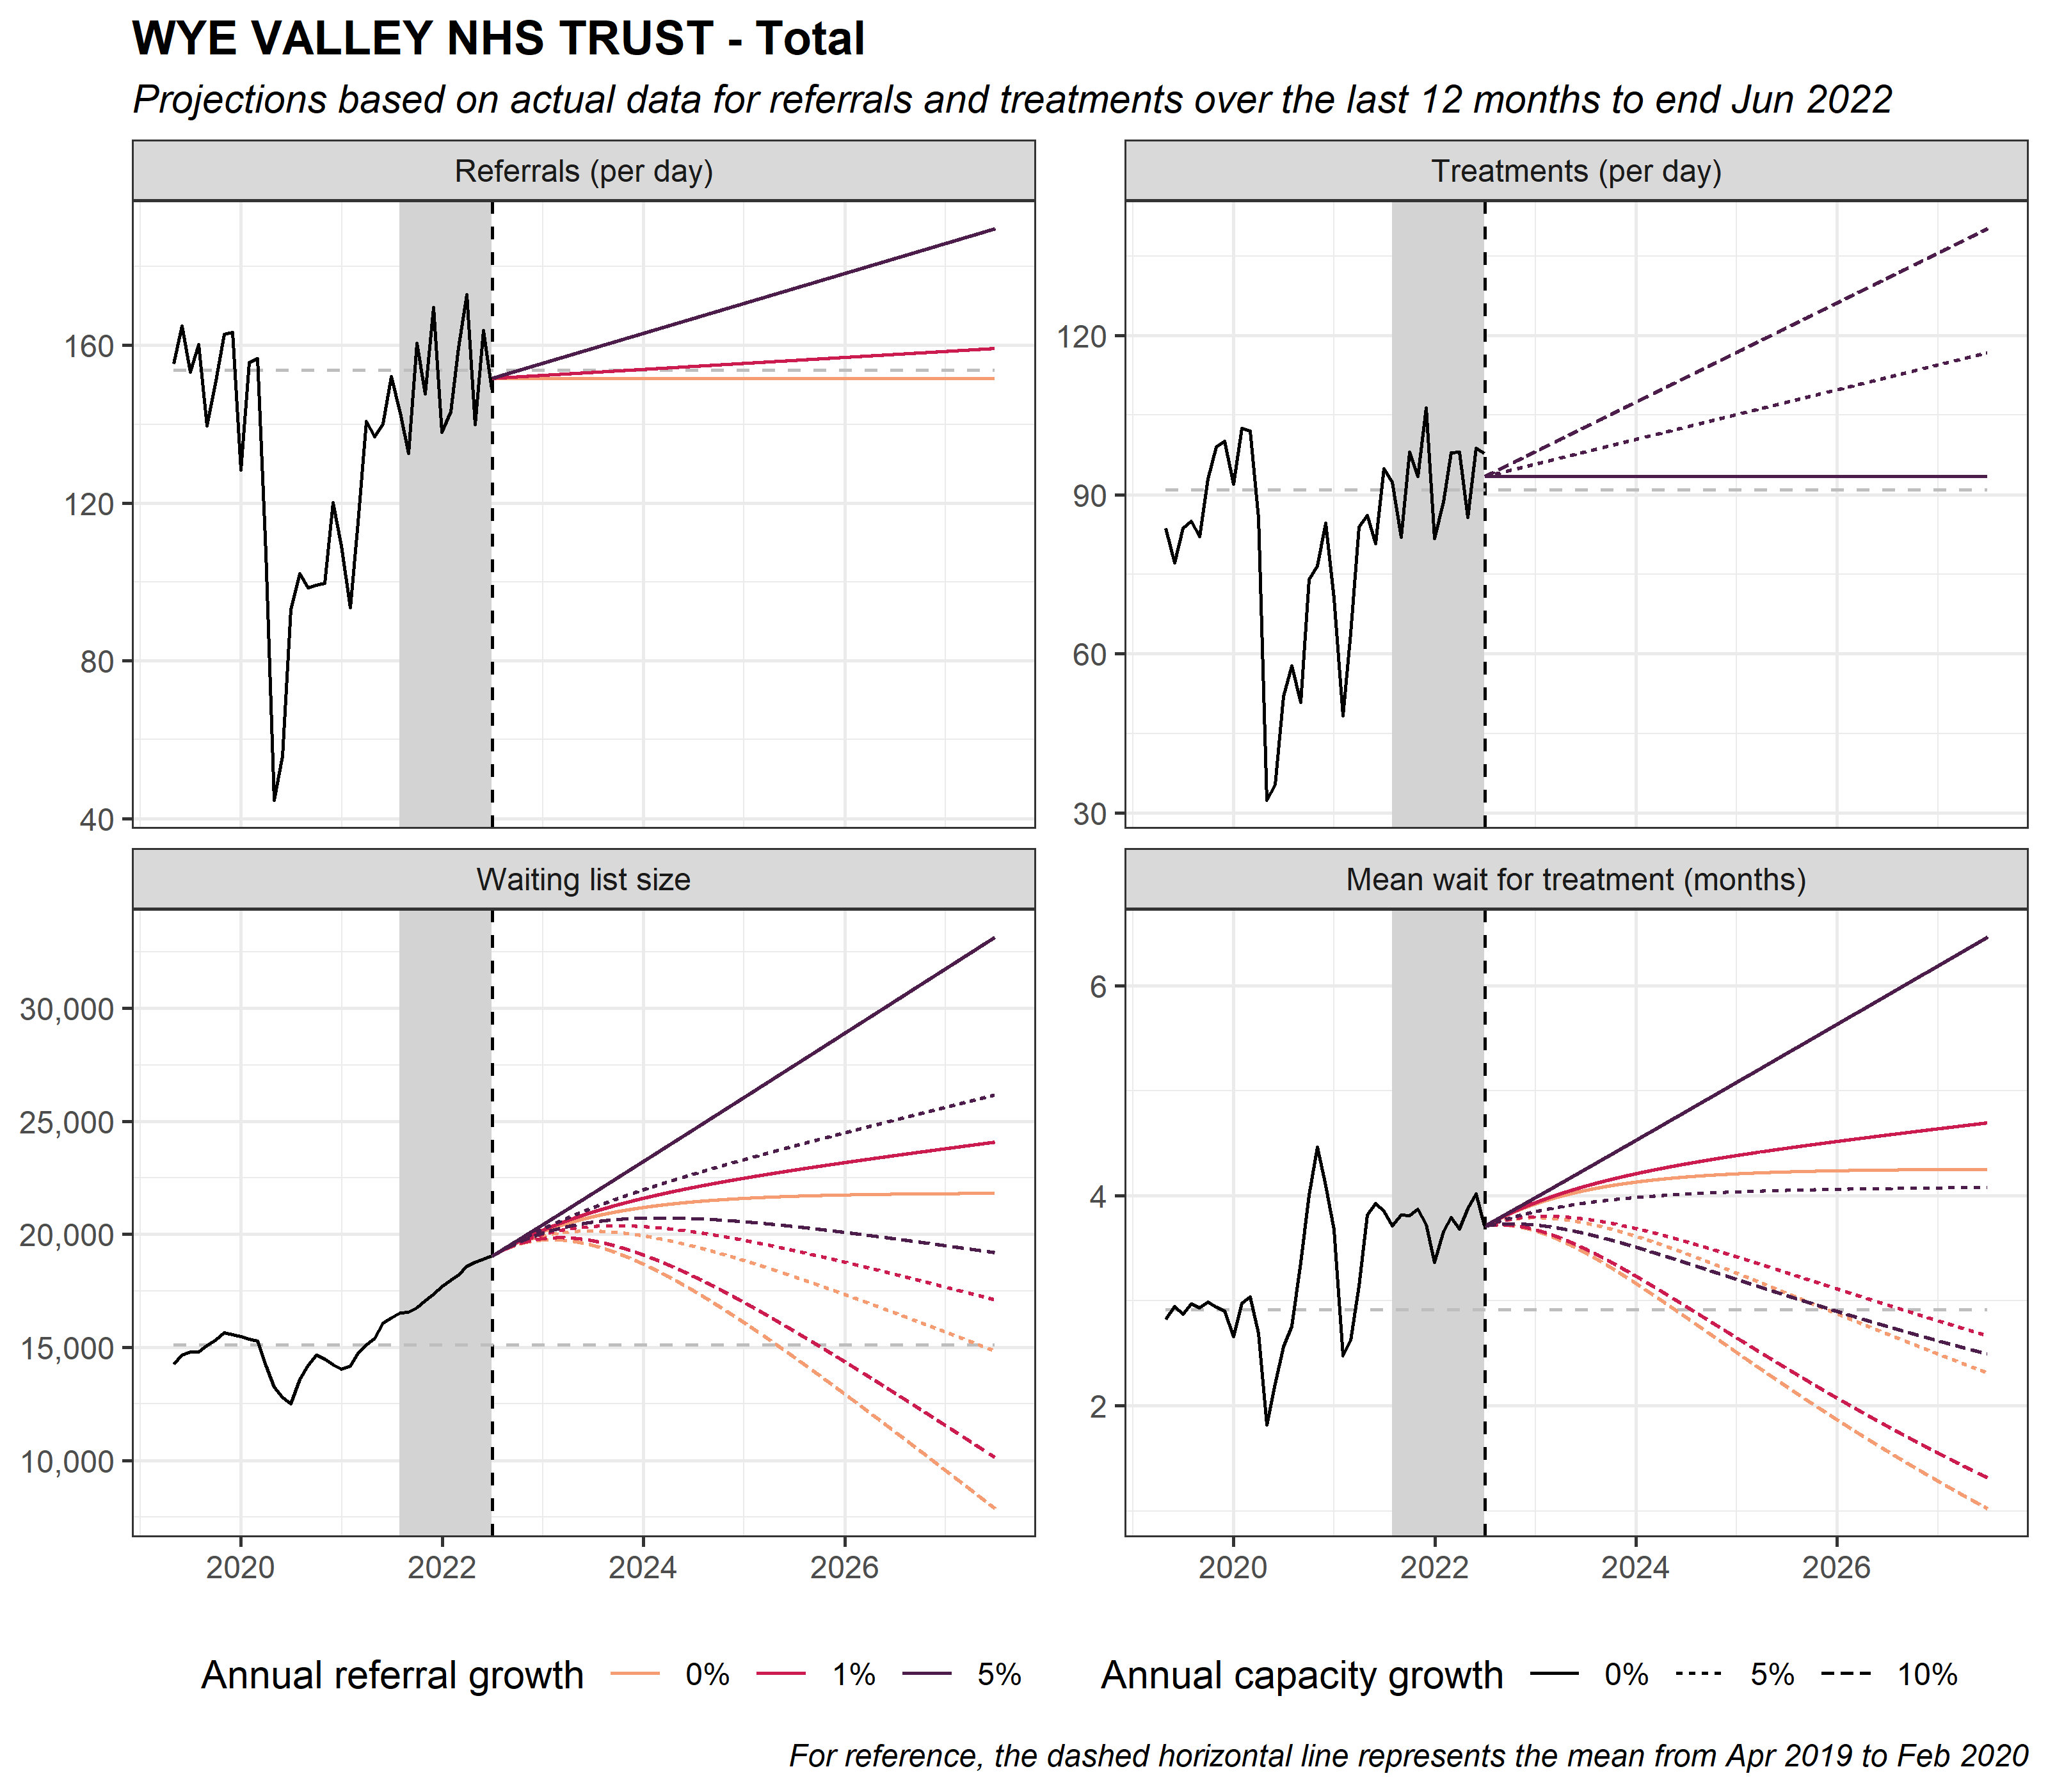 WYE VALLEY NHS TRUST - Total
Projections based on actual data for referrals and treatments over the last 12 months to end Jun 2022
Referrals (per day)
160
120
80
40
Treatments (per day)
120
90
60
30
Waiting list size
30,000
25,000
20,000
15,000
10,000
2020 2022 2024 2026
Mean wait for treatment (months)
6
4
2
2020 2022 2024 2026
Annual referral growth 0% 1% 5%
Annual capacity growth 0% 5% 10%
For reference, the dashed horizontal line represents the mean from Apr 2019 to Feb 2020